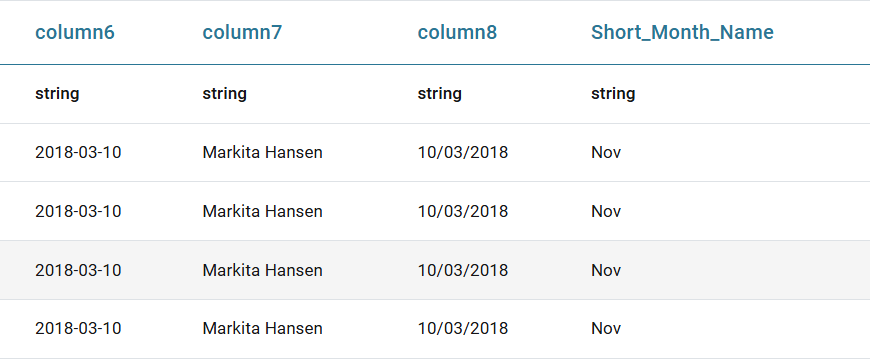 column6 column7 column8 Short_Month_Name
string string string string
2018-03-10 Markita Hansen 10/03/2018 Nov
2018-03-10 Markita Hansen 10/03/2018 Nov
2018-03-10 Markita Hansen 10/03/2018 Nov
2018-03-10 Markita Hansen 10/03/2018 Nov